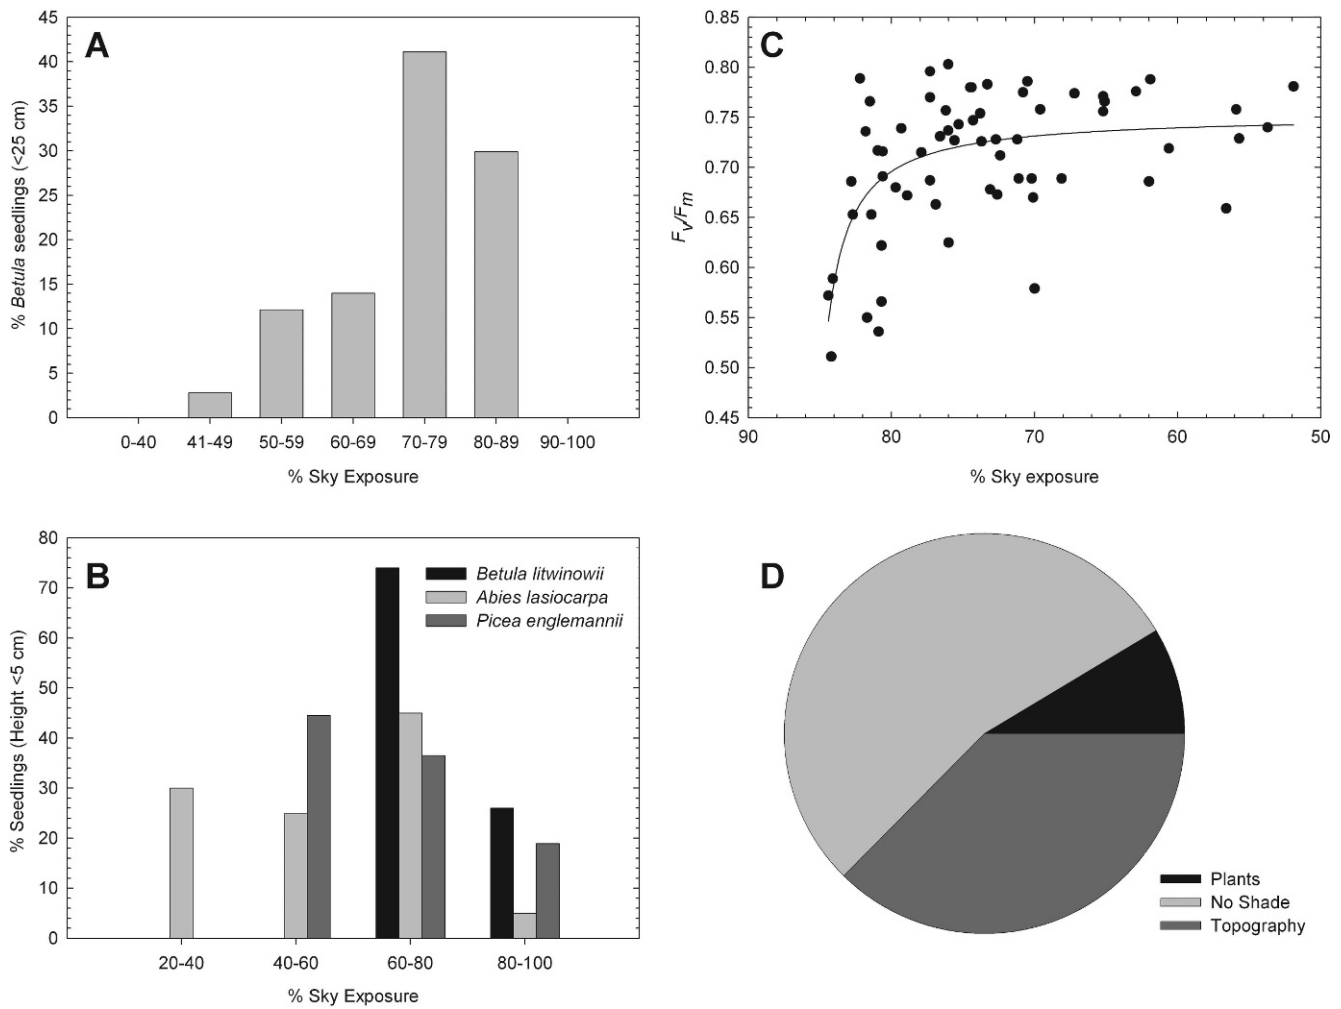 A
% Betula seedlings (<25 cm)
45
40
35
30
25
20
15
10
5
0
0-40 41-49 50-59 60-69 70-79 80-89 90-100
% Sky Exposure
C
Fv/Fm
0.85
0.80
0.75
0.70
0.65
0.60
0.55
0.50
0.45
90 80 70 60 50
% Sky exposure
B
% Seedlings (Height <5 cm)
80
70
60
50
40
30
20
10
0
Betula litwinowii
Abies lasiocarpa
Picea englemannii
20-40 40-60 60-80 80-100
% Sky Exposure
D
Plants
No Shade
Topography